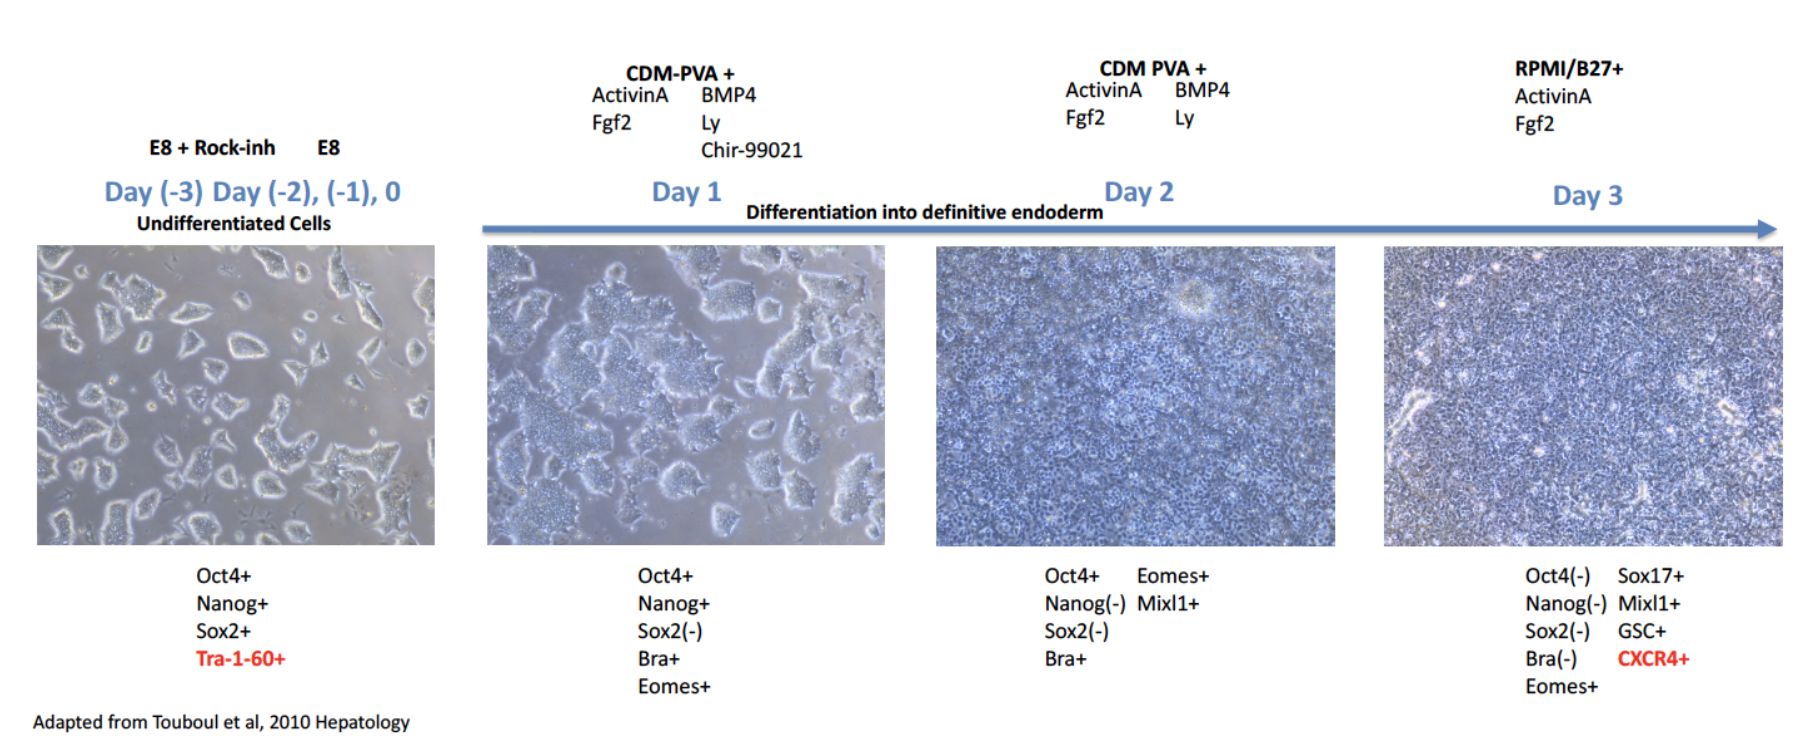 E8 + Rock-inh E8
Day (-3) Day (-2), (-1), 0
Undifferentiated Cells
CDM-PVA +
ActivinA BMP4
Fgf2 Ly
Chir-99021
Day 1
CDM PVA +
ActivinA BMP4
Fgf2 Ly
Day 2
RPMI/B27+
ActivinA
Fgf2
Day 3
Differentiation into definitive endoderm
Oct4+
Nanog+
Sox2+
Tra-1-60+
Oct4+
Nanog+
Sox2(-)
Bra+
Eomes+
Oct4+ Eomes+
Nanog(-) Mixl1+
Sox2(-)
Bra+
Oct4(-) Sox17+
Nanog(-) Mixl1+
Sox2(-) GSC+
Bra(-) CXCR4+
Eomes+
Adapted from Touboul et al, 2010 Hepatology